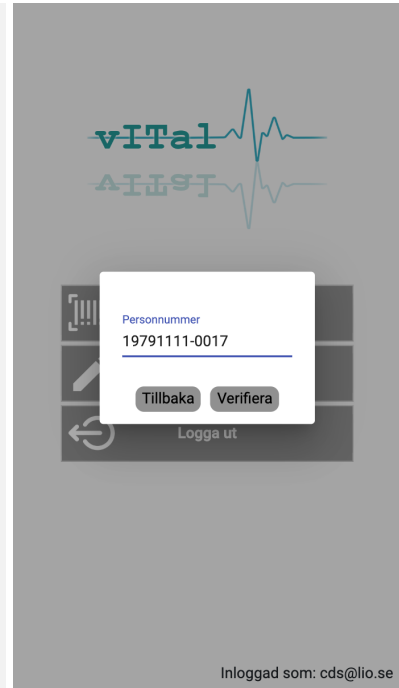 vITal
Personnummer
19791111-0017
Tillbaka
Verifiera
Logga ut
Inloggad som: cds@lio.se